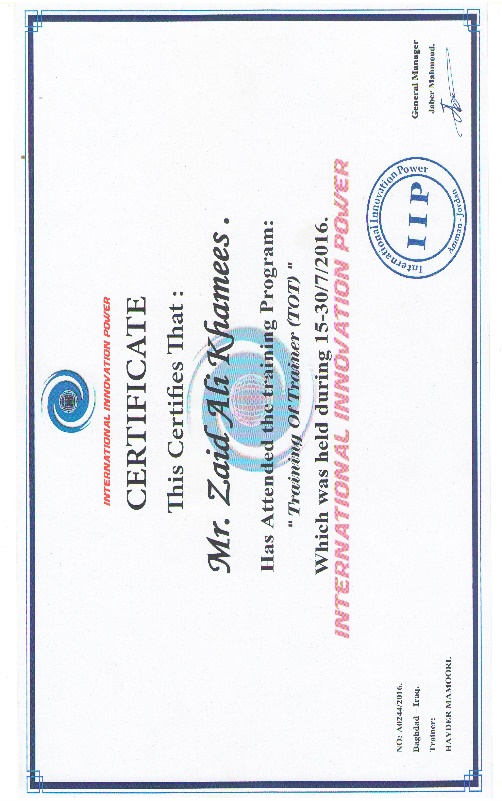 INTERNATIONAL INNOVATION POWER
CERTIFICATE
This Certifies That :
Mr. Zaid Ali Khamees .
Has Attended the training Program:
" Training Of Trainer (TOT) "
Which was held during 15-30/7/2016.
INTERNATIONAL INNOVATION POWER
NO: A0244/2016.
Baghdad Iraq.
Trainer:
HAYDER MAMOORI.
International Innovation Power
IIP
Amman - Jordan
General Manager
Jaber Mahmoud.